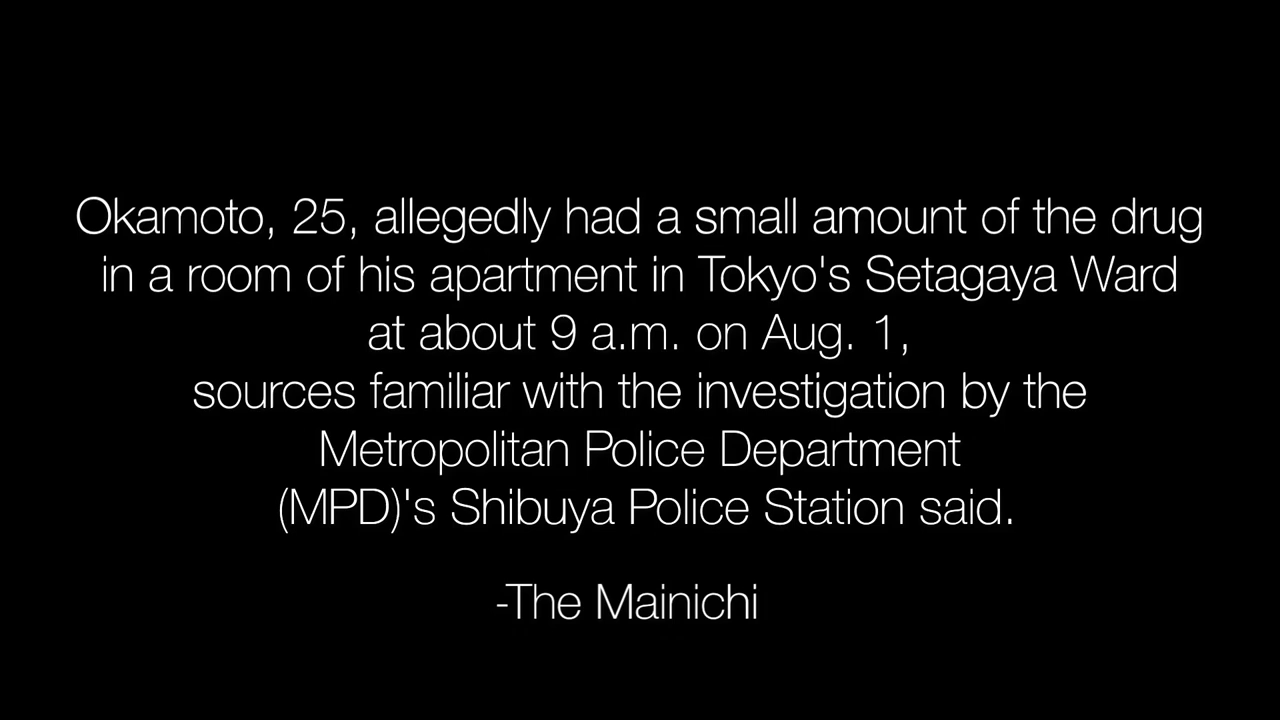 Okamoto, 25, allegedly had a small amount of the drug
in a room of his apartment in Tokyo's Setagaya Ward
at about 9 a.m. on Aug. 1,
sources familiar with the investigation by the
Metropolitan Police Department
(MPD)'s Shibuya Police Station said.
-The Mainichi